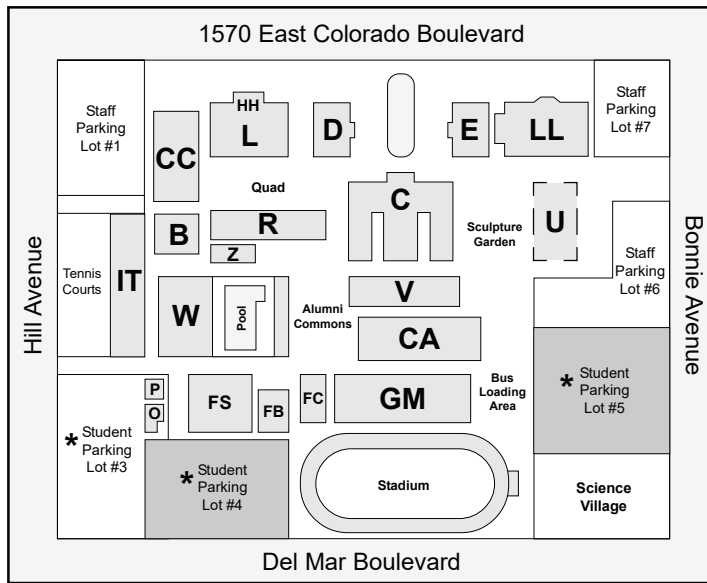 1570 East Colorado Boulevard
Staff
Parking
Lot #1
CC
HH
L
D
E
LL
Staff
Parking
Lot #7
Quad
C
B
R
Z
Sculpture
Garden
U
Hill Avenue
Tennis
Courts
IT
W
Pool
Alumni
Commons
V
CA
Staff
Parking
Lot #6
Bonnie Avenue
P
O
FS
FB
FC
GM
Bus
Loading
Area
* Student
Parking
Lot #5
* Student
Parking
Lot #3
* Student
Parking
Lot #4
Stadium
Science
Village
Del Mar Boulevard